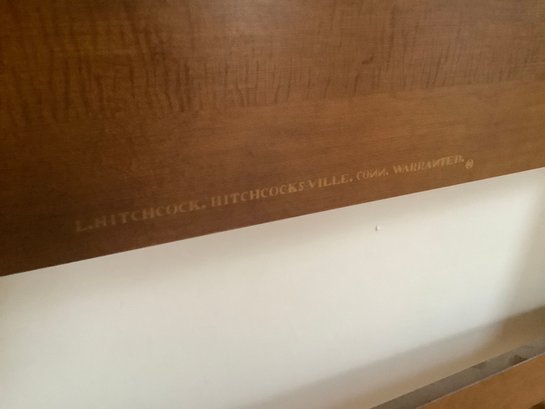 L.HITCHCOCK. HITCHCOCKS-VILLE. CONN. WARRANTED. ®